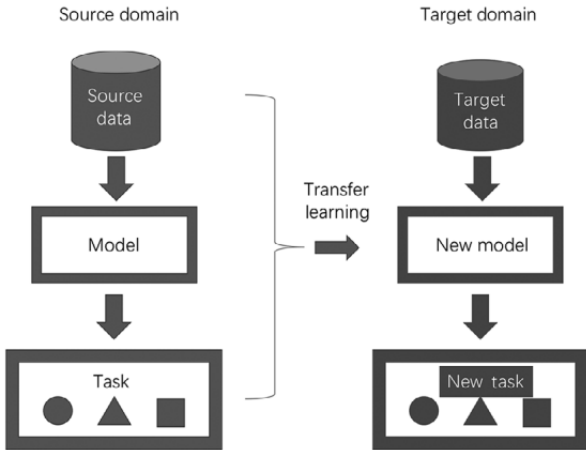 Source domain
Target domain
Source
data
Target
data
Transfer
learning
Model
New model
Task
New task